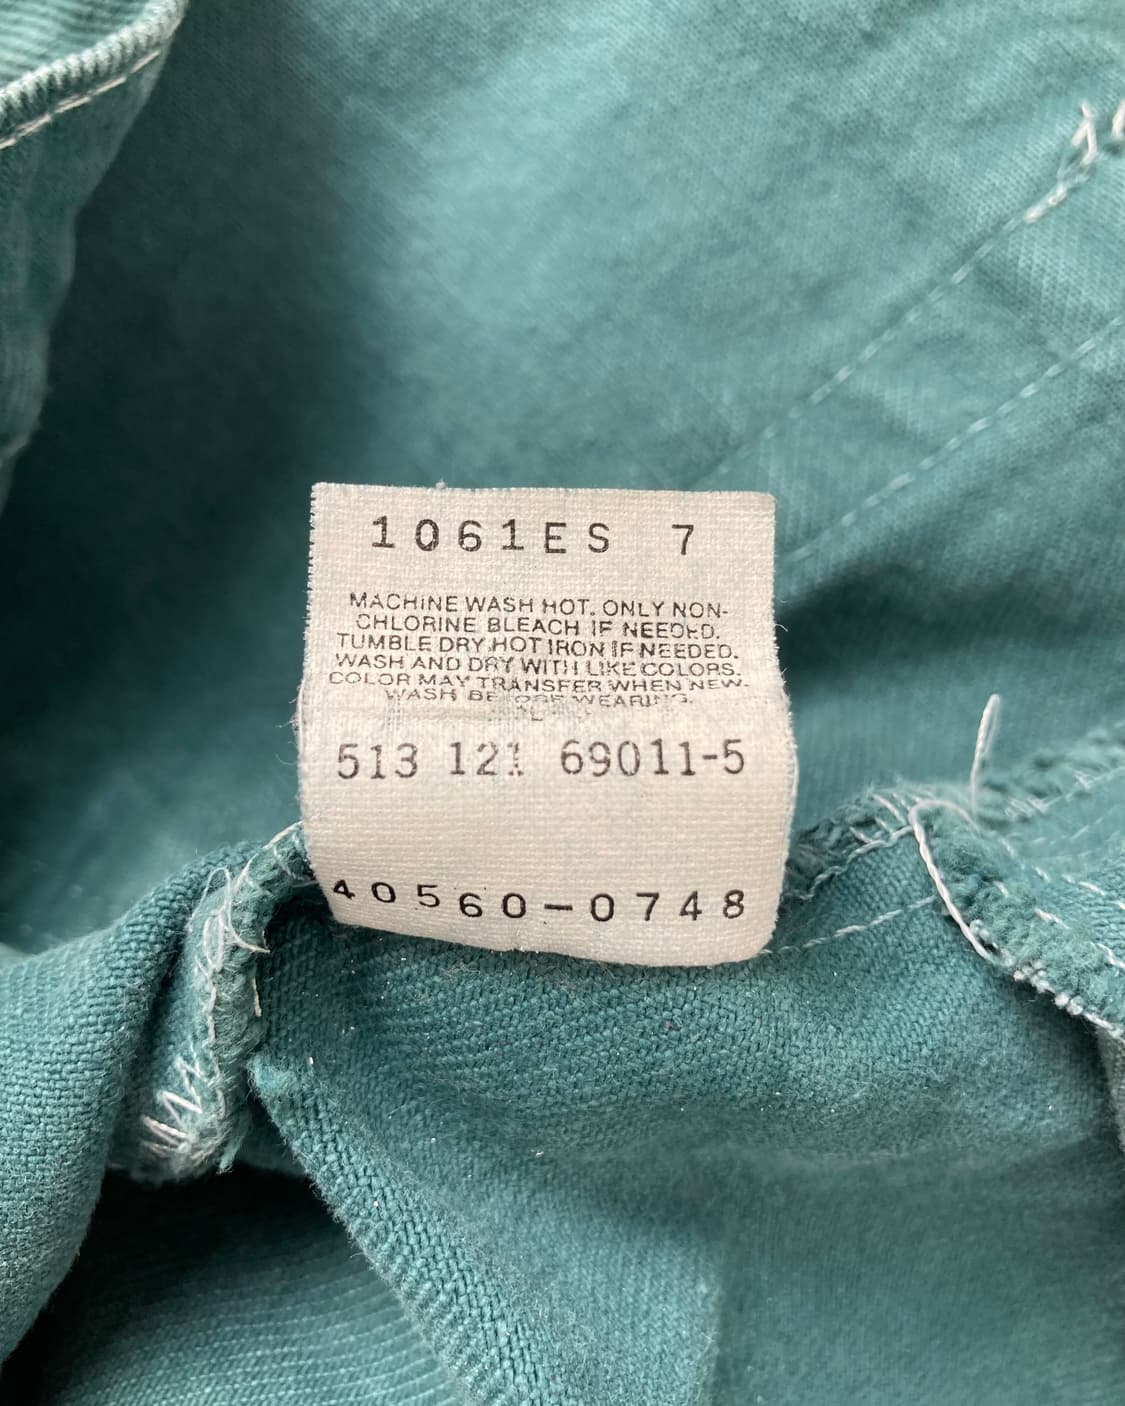 1061ES 7
MACHINE WASH HOT. ONLY NON-
CHLORINE BLEACH IF NEEDED.
TUMBLE DRY HOT IRON IF NEEDED.
WASH AND DRY WITH LIKE COLORS.
COLOR MAY TRANSFER WHEN NEW.
WASH BEFORE WEARING.
513 121 69011-5
40560-0748